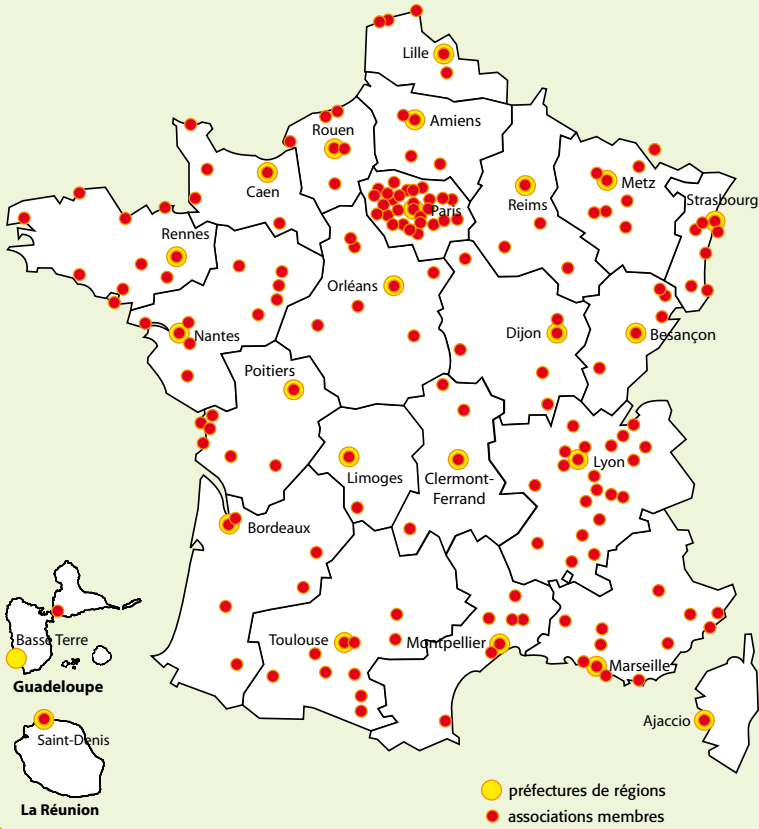 Lille
Amiens
Rouen
Caen
Reims
Metz
Strasbourg
Paris
Rennes
Orléans
Nantes
Dijon
Besançon
Poitiers
Limoges
Clermont-
Ferrand
Lyon
Bordeaux
Toulouse
Montpellier
Marseille
Ajaccio
Basse Terre
Guadeloupe
Saint-Denis
La Réunion
préfectures de régions
associations membres